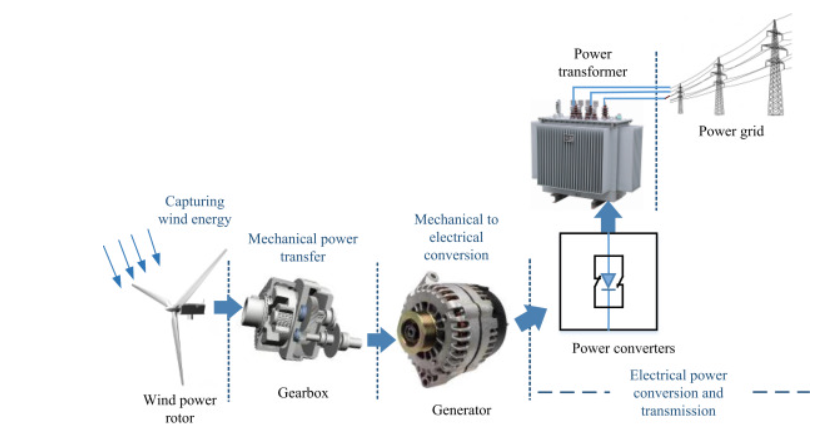 Power
transformer
Power grid
Capturing
wind energy
Mechanical power
transfer
Mechanical to
electrical
conversion
Power converters
Gearbox
Wind power
rotor
Generator
Electrical power
conversion and
transmission